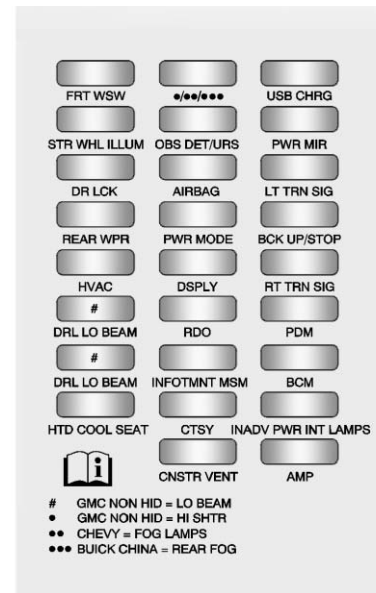 FRT WSW ●/●●/●●● USB CHRG
STR WHL ILLUM OBS DET/URS PWR MIR
DR LCK AIRBAG LT TRN SIG
REAR WPR PWR MODE BCK UP/STOP
HVAC DSPLY RT TRN SIG
#
DRL LO BEAM RDO PDM
#
DRL LO BEAM INFOTMNT MSM BCM
HTD COOL SEAT CTSY INADV PWR INT LAMPS
i
CNSTR VENT AMP
# GMC NON HID = LO BEAM
● GMC NON HID = HI SHTR
●● CHEVY = FOG LAMPS
●●● BUICK CHINA = REAR FOG